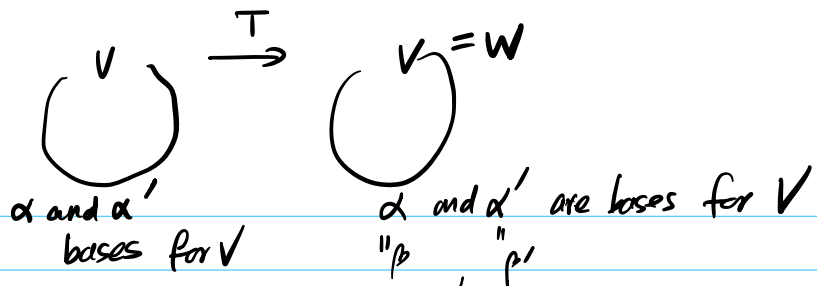 T
V → V = W
α and α′ α and α′ are bases for V
bases for V "β "β′